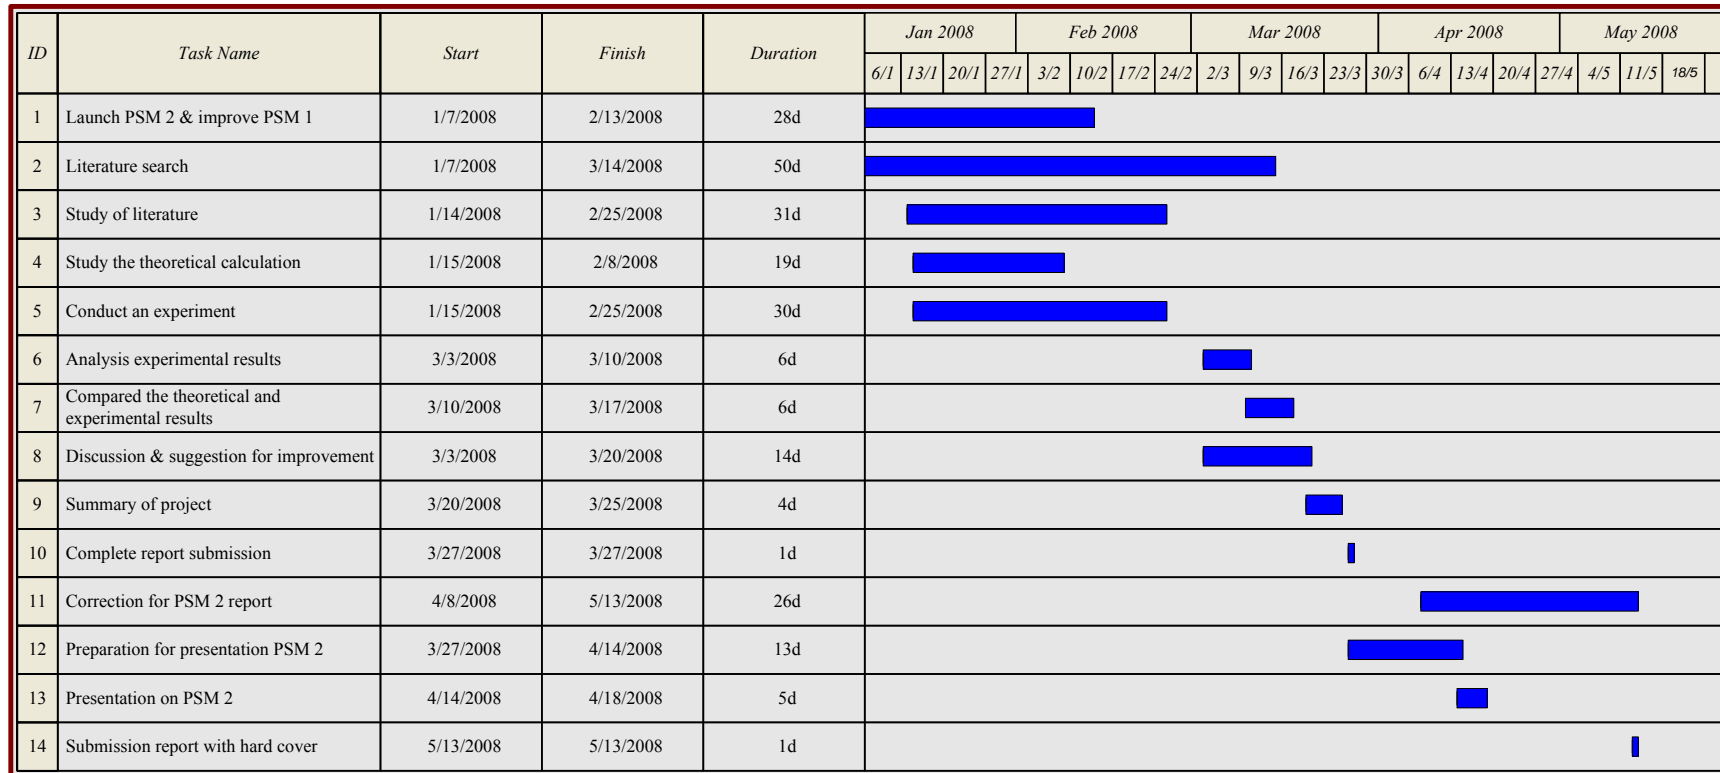 ID Task Name Start Finish Duration Jan 2008 Feb 2008 Mar 2008 Apr 2008 May 2008
6/1 13/1 20/1 27/1 3/2 10/2 17/2 24/2 2/3 9/3 16/3 23/3 30/3 6/4 13/4 20/4 27/4 4/5 11/5 18/5
1 Launch PSM 2 & improve PSM 1 1/7/2008 2/13/2008 28d
2 Literature search 1/7/2008 3/14/2008 50d
3 Study of literature 1/14/2008 2/25/2008 31d
4 Study the theoretical calculation 1/15/2008 2/8/2008 19d
5 Conduct an experiment 1/15/2008 2/25/2008 30d
6 Analysis experimental results 3/3/2008 3/10/2008 6d
7 Compared the theoretical and
experimental results 3/10/2008 3/17/2008 6d
8 Discussion & suggestion for improvement 3/3/2008 3/20/2008 14d
9 Summary of project 3/20/2008 3/25/2008 4d
10 Complete report submission 3/27/2008 3/27/2008 1d
11 Correction for PSM 2 report 4/8/2008 5/13/2008 26d
12 Preparation for presentation PSM 2 3/27/2008 4/14/2008 13d
13 Presentation on PSM 2 4/14/2008 4/18/2008 5d
14 Submission report with hard cover 5/13/2008 5/13/2008 1d